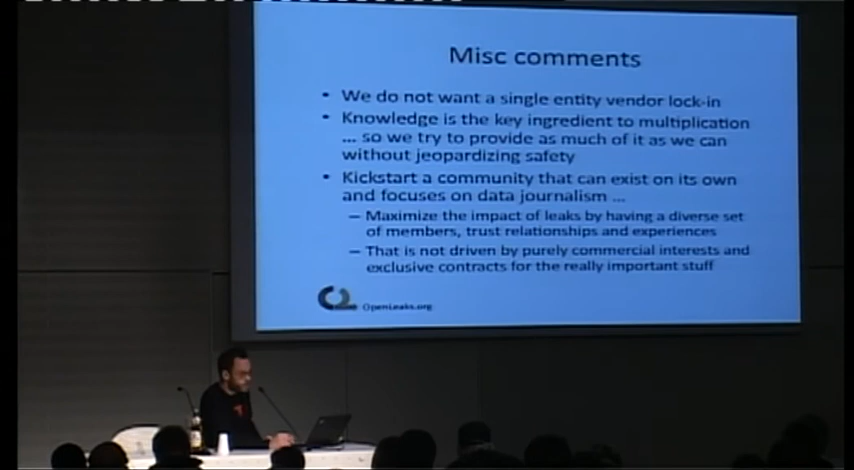 Misc comments
• We do not want a single entity vendor lock-in
• Knowledge is the key ingredient to multiplication
... so we try to provide as much of it as we can
without jeopardizing safety
• Kickstart a community that can exist on its own
and focuses on data journalism ...
– Maximize the impact of leaks by having a diverse set
of members, trust relationships and experiences
– That is not driven by purely commercial interests and
exclusive contracts for the really important stuff
OpenLeaks.org